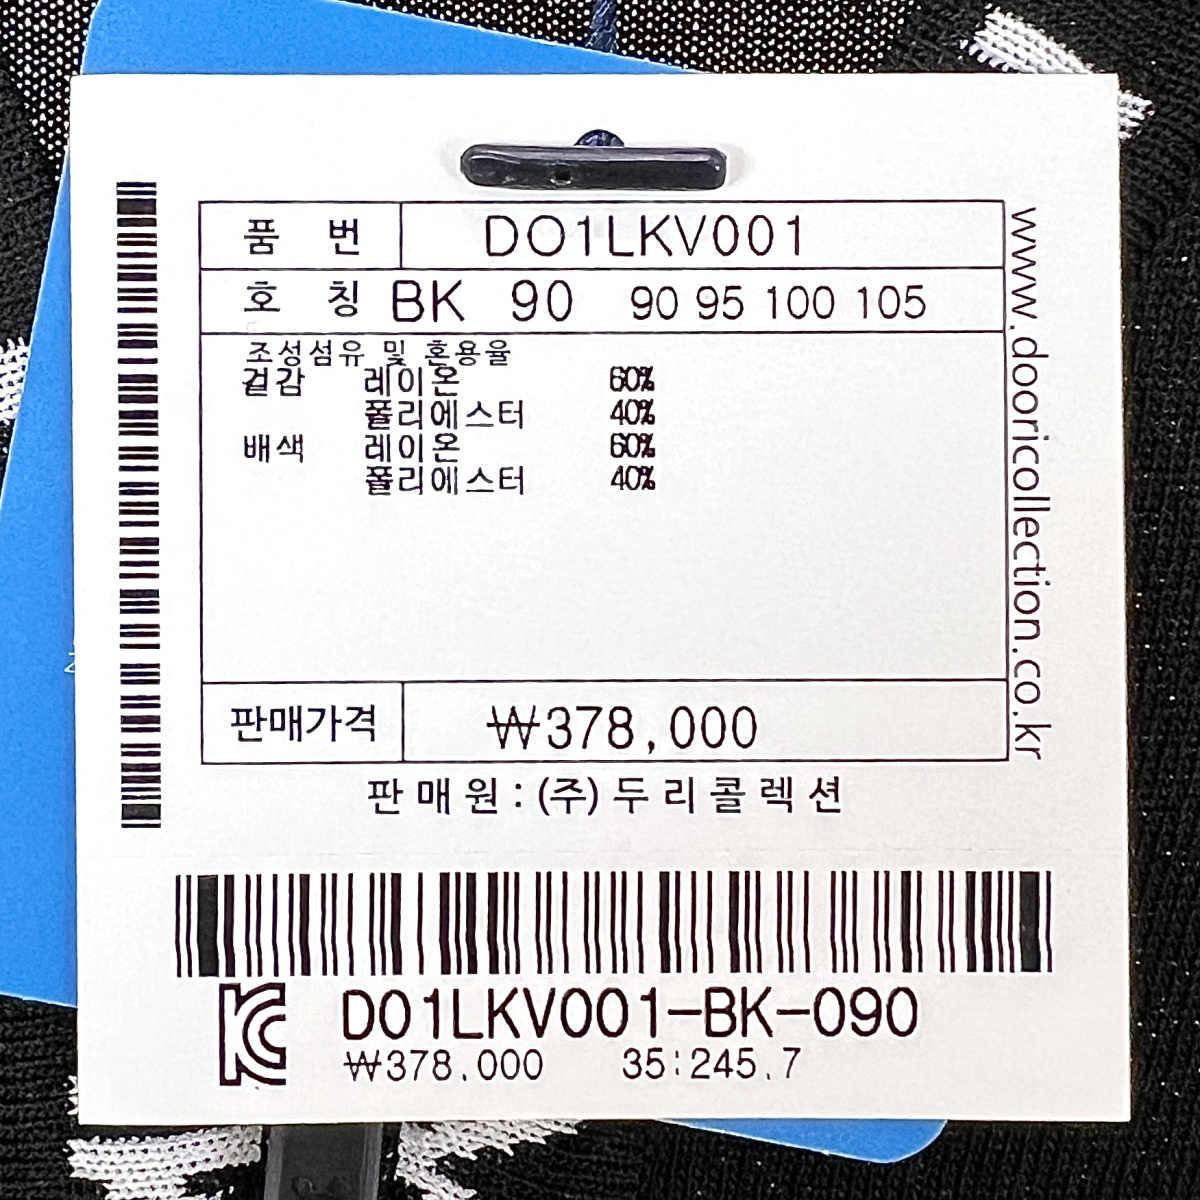 품 번 DO1LKV001
호 칭 BK 90 90 95 100 105
조성섬유 및 혼용율
겉감 레이온 60%
폴리에스터 40%
배색 레이온 60%
폴리에스터 40%
판매가격 ₩378,000
판매원 : (주)두리콜렉션
www.dooricollection.co.kr
KC DO1LKV001-BK-090
₩378,000 35:245.7